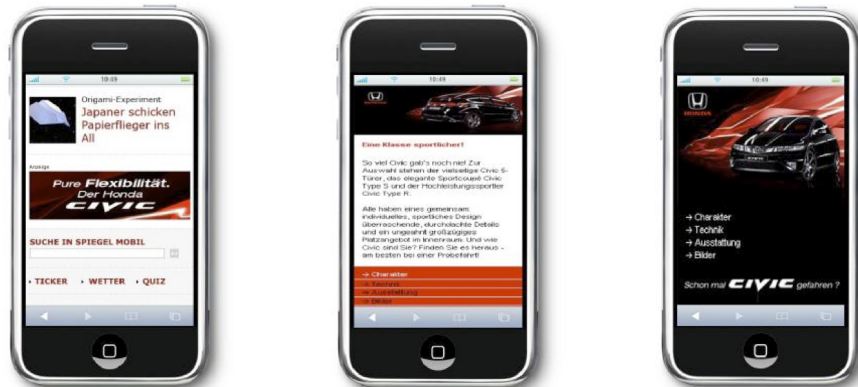 10:49
Origami-Experiment
Japaner schicken
Papierflieger ins
All
Anzeige
Pure Flexibilität.
Der Honda
CIVIC
SUCHE IN SPIEGEL MOBIL
› TICKER › WETTER › QUIZ
10:49
HONDA
Eine Klasse sportlicher!
So viel Civic gab's noch nie! Zur
Auswahl stehen der vielseitige Civic 5-
Türer, das elegante Sportcoupé Civic
Type S und der Hochleistungssportler
Civic Type R.
Alle haben eines gemeinsam
individuelles, sportliches Design
überraschende, durchdachte Details
und ein ungeahnt großzügiges
Platzangebot im Innenraum. Und wie
Civic sind Sie? Finden Sie es heraus -
am besten bei einer Probefahrt!
→ Charakter
→ Technik
→ Ausstattung
→ Bilder
10:49
HONDA
→ Charakter
→ Technik
→ Ausstattung
→ Bilder
Schon mal CIVIC gefahren ?